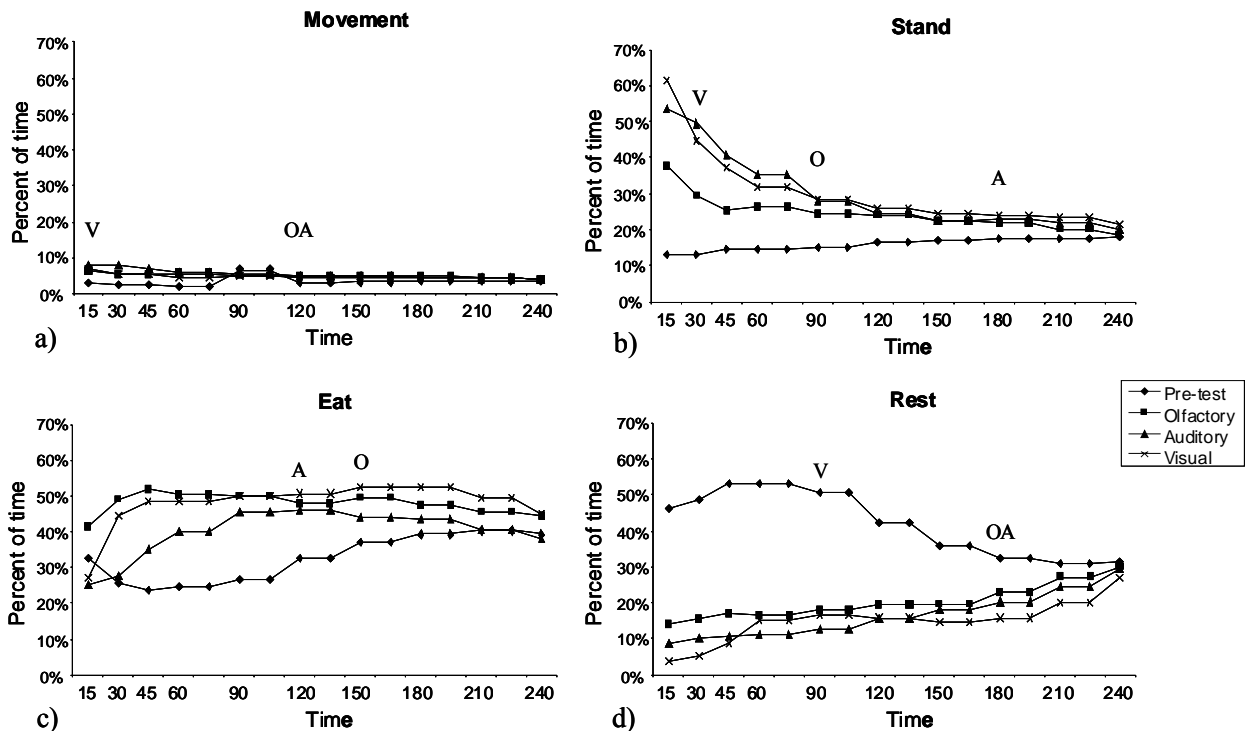 Movement
70%
60%
50%
40%
30%
20%
10%
0%
Percent of time
V
OA
15 30 45 60 90 120 150 180 210 240
Time
a)
Stand
70%
60%
50%
40%
30%
20%
10%
0%
Percent of time
V
O
A
15 30 45 60 90 120 150 180 210 240
Time
b)
Eat
70%
60%
50%
40%
30%
20%
10%
0%
Percent of time
A
O
15 30 45 60 90 120 150 180 210 240
Time
c)
Rest
70%
60%
50%
40%
30%
20%
10%
0%
Percent of time
V
OA
15 30 45 60 90 120 150 180 210 240
Time
d)
Pre-test
Olfactory
Auditory
Visual